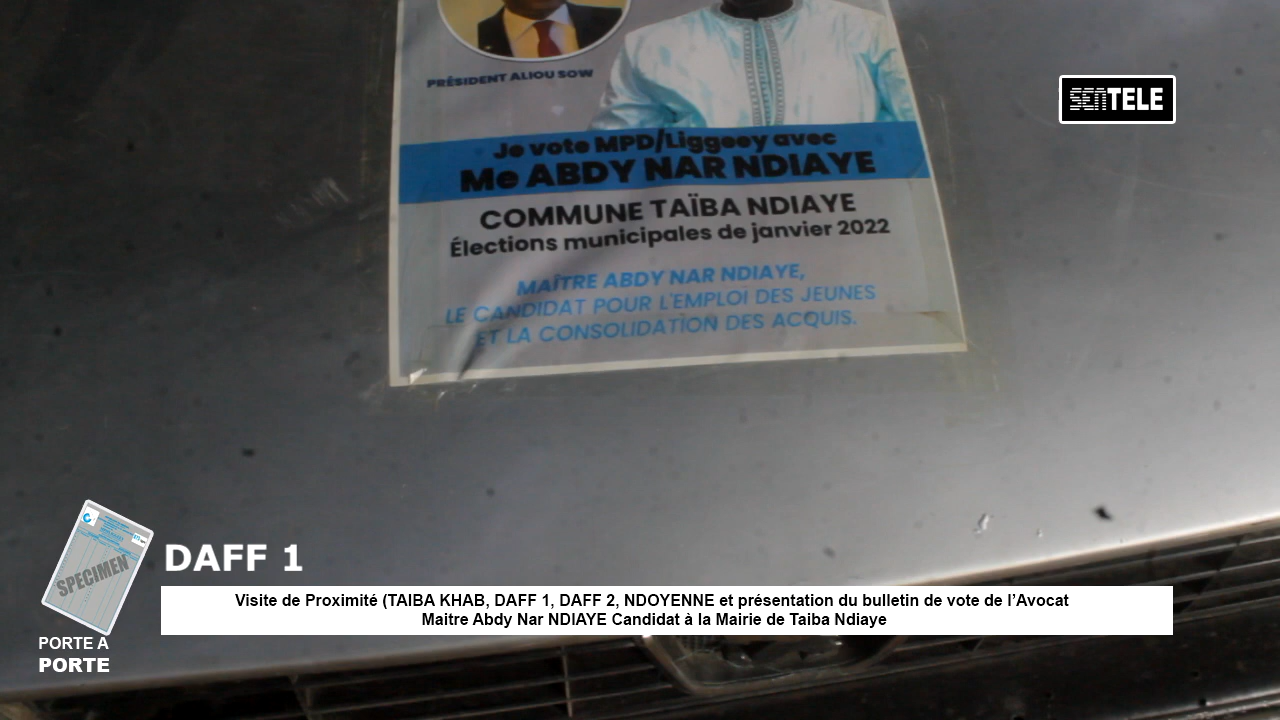 PRÉSIDENT ALIOU SOW
SENTELE
Je vote MPD/Liggeey avec
Me ABDY NAR NDIAYE
COMMUNE TAÏBA NDIAYE
Élections municipales de janvier 2022
MAÎTRE ABDY NAR NDIAYE,
LE CANDIDAT POUR L'EMPLOI DES JEUNES
ET LA CONSOLIDATION DES ACQUIS.
SPECIMEN
DAFF 1
Visite de Proximité (TAIBA KHAB, DAFF 1, DAFF 2, NDOYENNE et présentation du bulletin de vote de l’Avocat
Maitre Abdy Nar NDIAYE Candidat à la Mairie de Taiba Ndiaye
PORTE A
PORTE